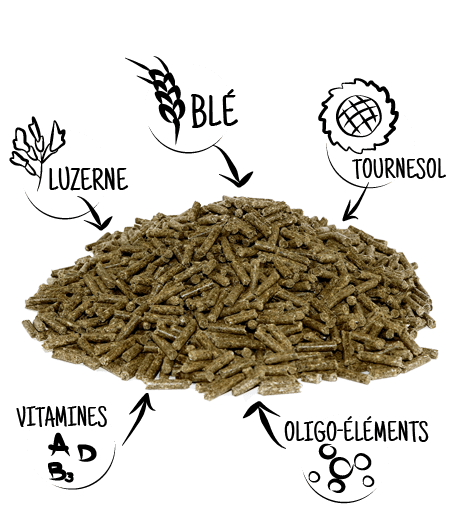 BLÉ
TOURNESOL
LUZERNE
VITAMINES
A D
B3
OLIGO-ÉLÉMENTS